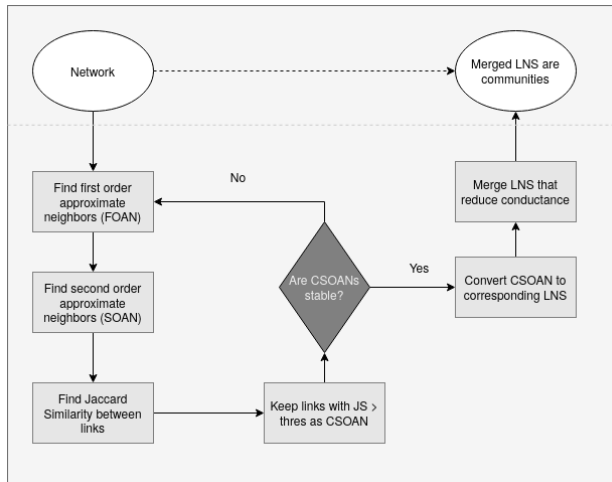 Network
Merged LNS are
communities
Find first order
approximate
neighbors (FOAN)
No
Merge LNS that
reduce conductance
Find second order
approximate
neighbors (SOAN)
Are CSOANs
stable?
Yes
Convert CSOAN to
corresponding LNS
Find Jaccard
Similarity between
links
Keep links with JS >
thres as CSOAN